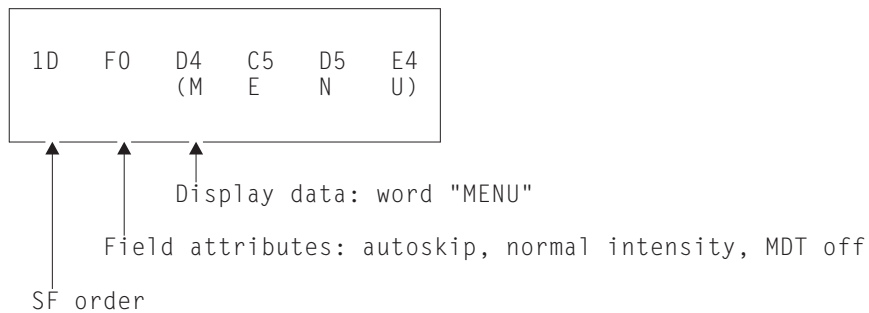 1D F0 D4 C5 D5 E4
(M E N U)
Display data: word "MENU"
Field attributes: autoskip, normal intensity, MDT off
SF order